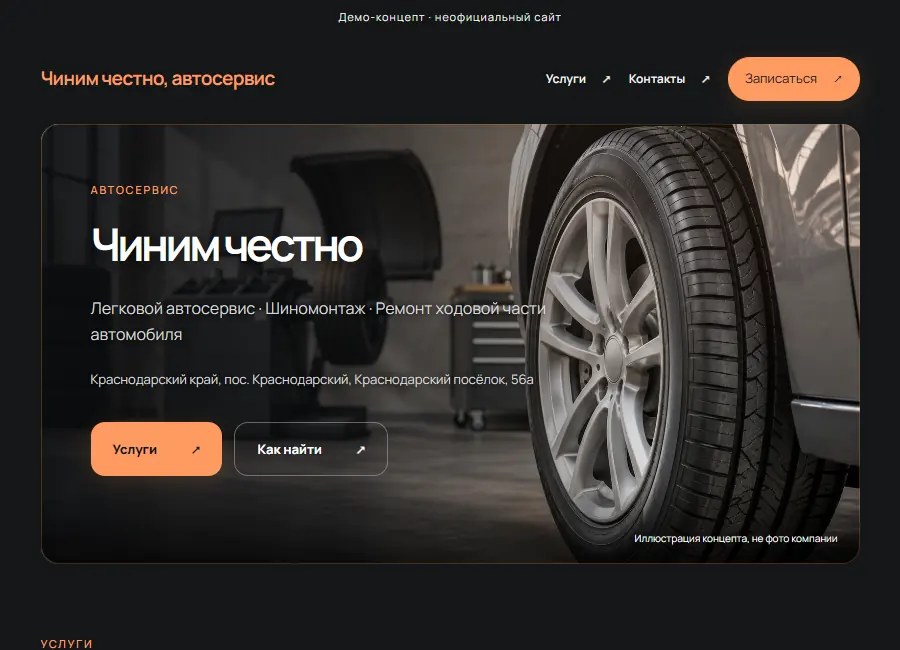 Демо-концепт · неофициальный сайт
Чиним честно, автосервис
Услуги ↗ Контакты ↗ Записаться ↗
АВТОСЕРВИС
Чиним честно
Легковой автосервис · Шиномонтаж · Ремонт ходовой части
автомобиля
Краснодарский край, пос. Краснодарский, Краснодарский посёлок, 56а
Услуги ↗ Как найти ↗
Иллюстрация концепта, не фото компании
УСЛУГИ